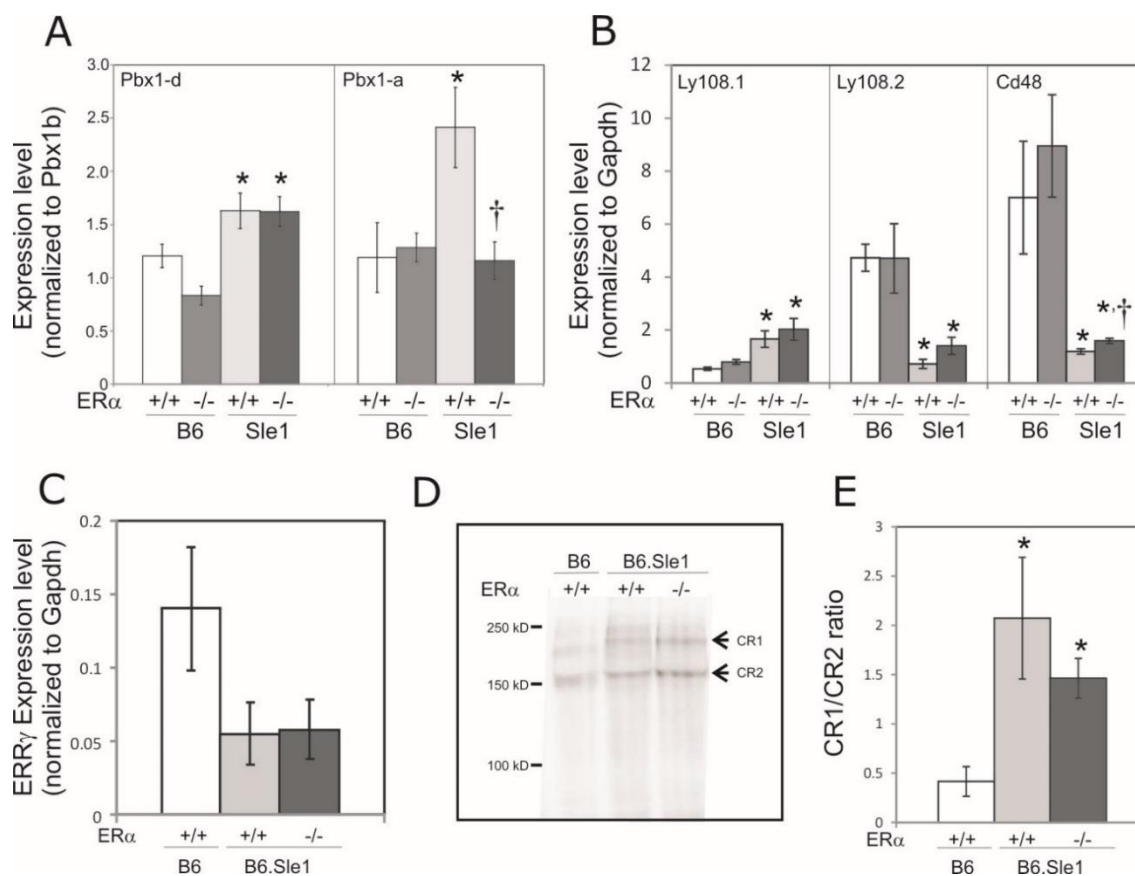 A
Expression level
(normalized to Pbx1b)
3.0
2.5
2.0
1.5
1.0
0.5
0
Pbx1-d
Pbx1-a
* * * †
ERα +/+ -/- +/+ -/- +/+ -/- +/+ -/-
B6 Sle1 B6 Sle1
B
Expression level
(normalized to Gapdh)
12
10
8
6
4
2
0
Ly108.1
Ly108.2
Cd48
* * * * * *,†
ERα +/+ -/- +/+ -/- +/+ -/- +/+ -/- +/+ -/- +/+ -/-
B6 Sle1 B6 Sle1 B6 Sle1
C
ERRγ Expression level
(normalized to Gapdh)
0.2
0.15
0.1
0.05
0
ERα +/+ +/+ -/-
B6 B6.Sle1
D
B6 B6.Sle1
ERα +/+ +/+ -/-
250 kD
CR1
CR2
150 kD
100 kD
E
CR1/CR2 ratio
3
2.5
2
1.5
1
0.5
0
* *
ERα +/+ +/+ -/-
B6 B6.Sle1